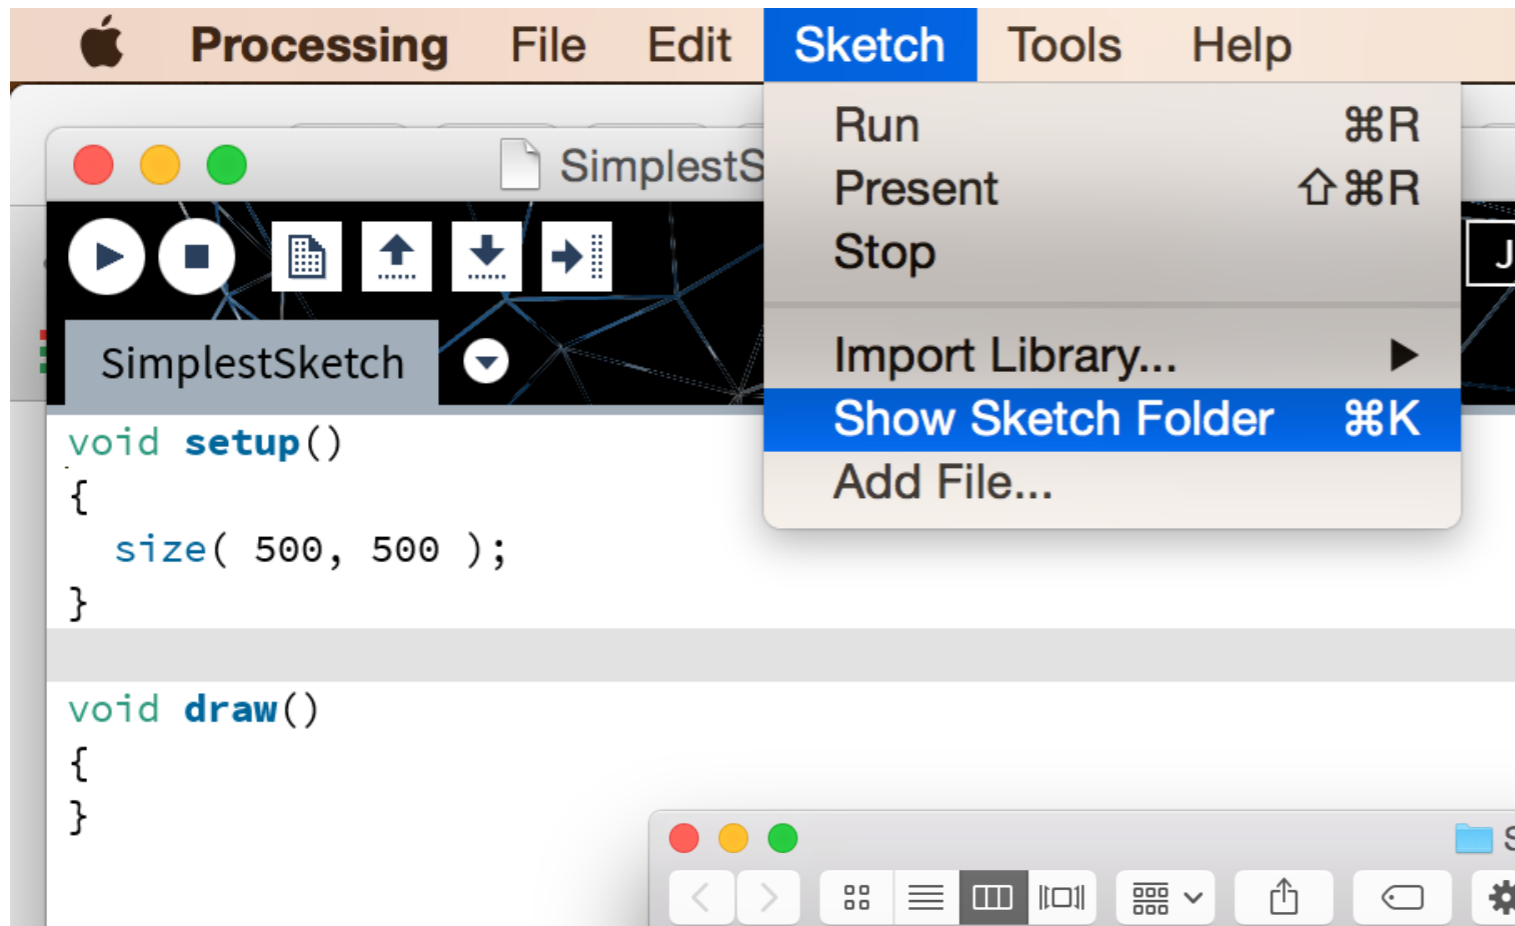 Processing File Edit Sketch Tools Help
Run ⌘R
Present ⇧⌘R
Stop
Import Library... ▶
Show Sketch Folder ⌘K
Add File...
SimplestS
J
SimplestSketch
void setup()
{
size( 500, 500 );
}
void draw()
{
}
S